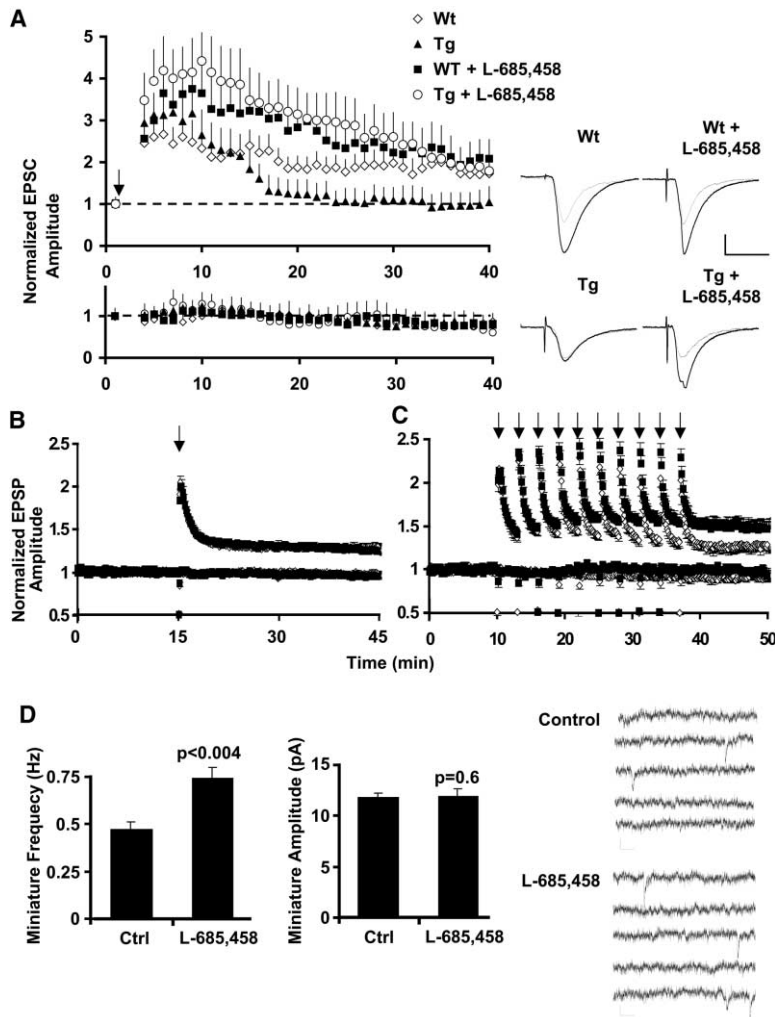 A
Wt
Tg
WT + L-685,458
Tg + L-685,458
5
4
3
2
1
0
10
20
30
40
1
0
0
10
20
30
40
Normalized EPSC
Amplitude
Wt
Wt +
L-685,458
Tg
Tg +
L-685,458
B
2.5
2
1.5
1
0.5
0
15
30
45
Normalized EPSP
Amplitude
C
2.5
2
1.5
1
0.5
0
10
20
30
40
50
Time (min)
D
p<0.004
0.75
0.5
0.25
0
Ctrl
L-685,458
Miniature Frequecy (Hz)
p=0.6
15
10
5
0
Ctrl
L-685,458
Miniature Amplitude (pA)
Control
L-685,458